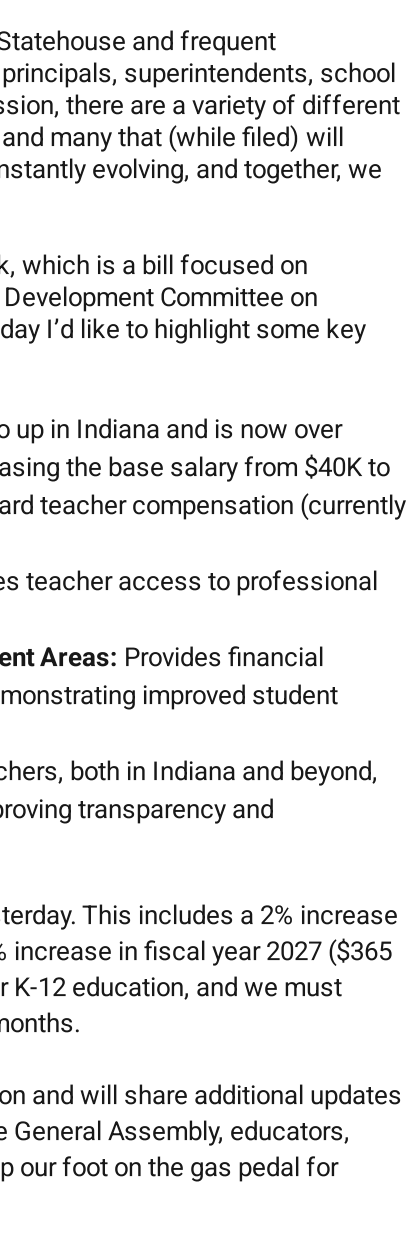 Statehouse and frequent
principals, superintendents, school
ssion, there are a variety of different
and many that (while filed) will
nstantly evolving, and together, we
k, which is a bill focused on
Development Committee on
day I'd like to highlight some key
o up in Indiana and is now over
asing the base salary from $40K to
ard teacher compensation (currently
es teacher access to professional
ent Areas: Provides financial
monstrating improved student
chers, both in Indiana and beyond,
proving transparency and
terday. This includes a 2% increase
% increase in fiscal year 2027 ($365
r K-12 education, and we must
months.
on and will share additional updates
e General Assembly, educators,
p our foot on the gas pedal for